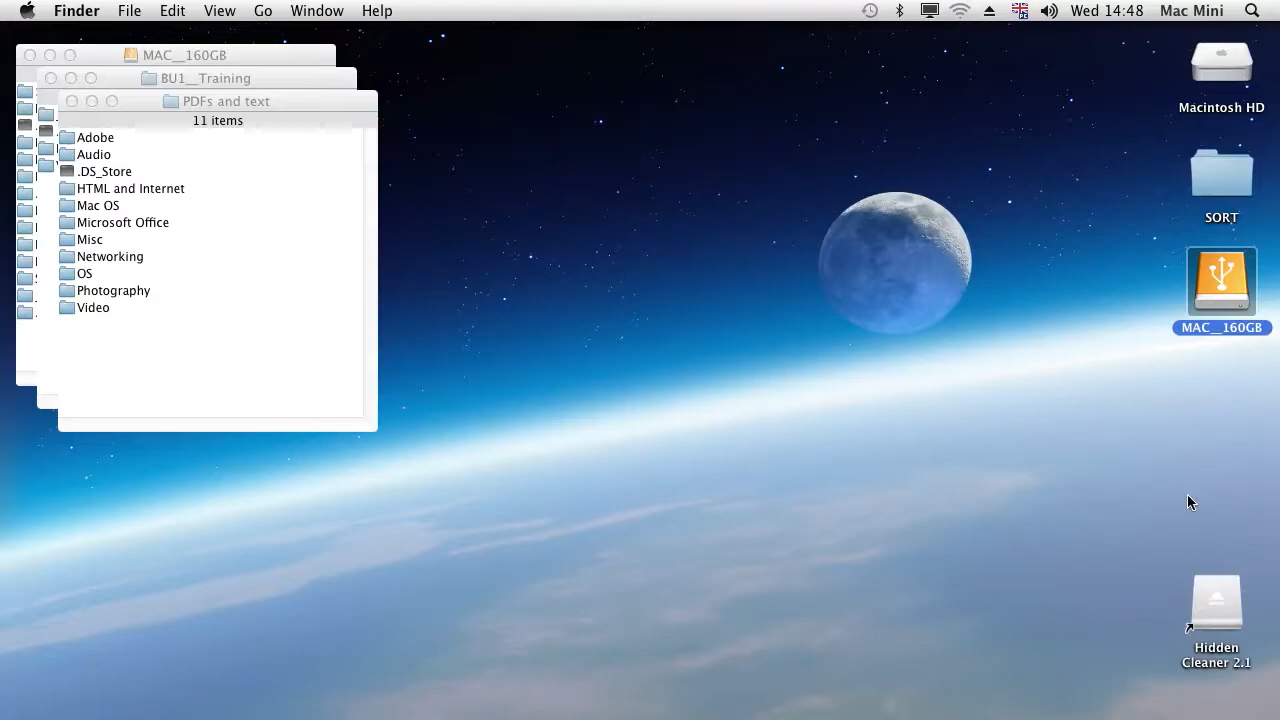 Finder File Edit View Go Window Help Wed 14:48 Mac Mini
MAC__160GB
BU1__Training
PDFs and text
11 items
Adobe
Audio
.DS_Store
HTML and Internet
Mac OS
Microsoft Office
Misc
Networking
OS
Photography
Video
Macintosh HD
SORT
MAC__160GB
Hidden
Cleaner 2.1